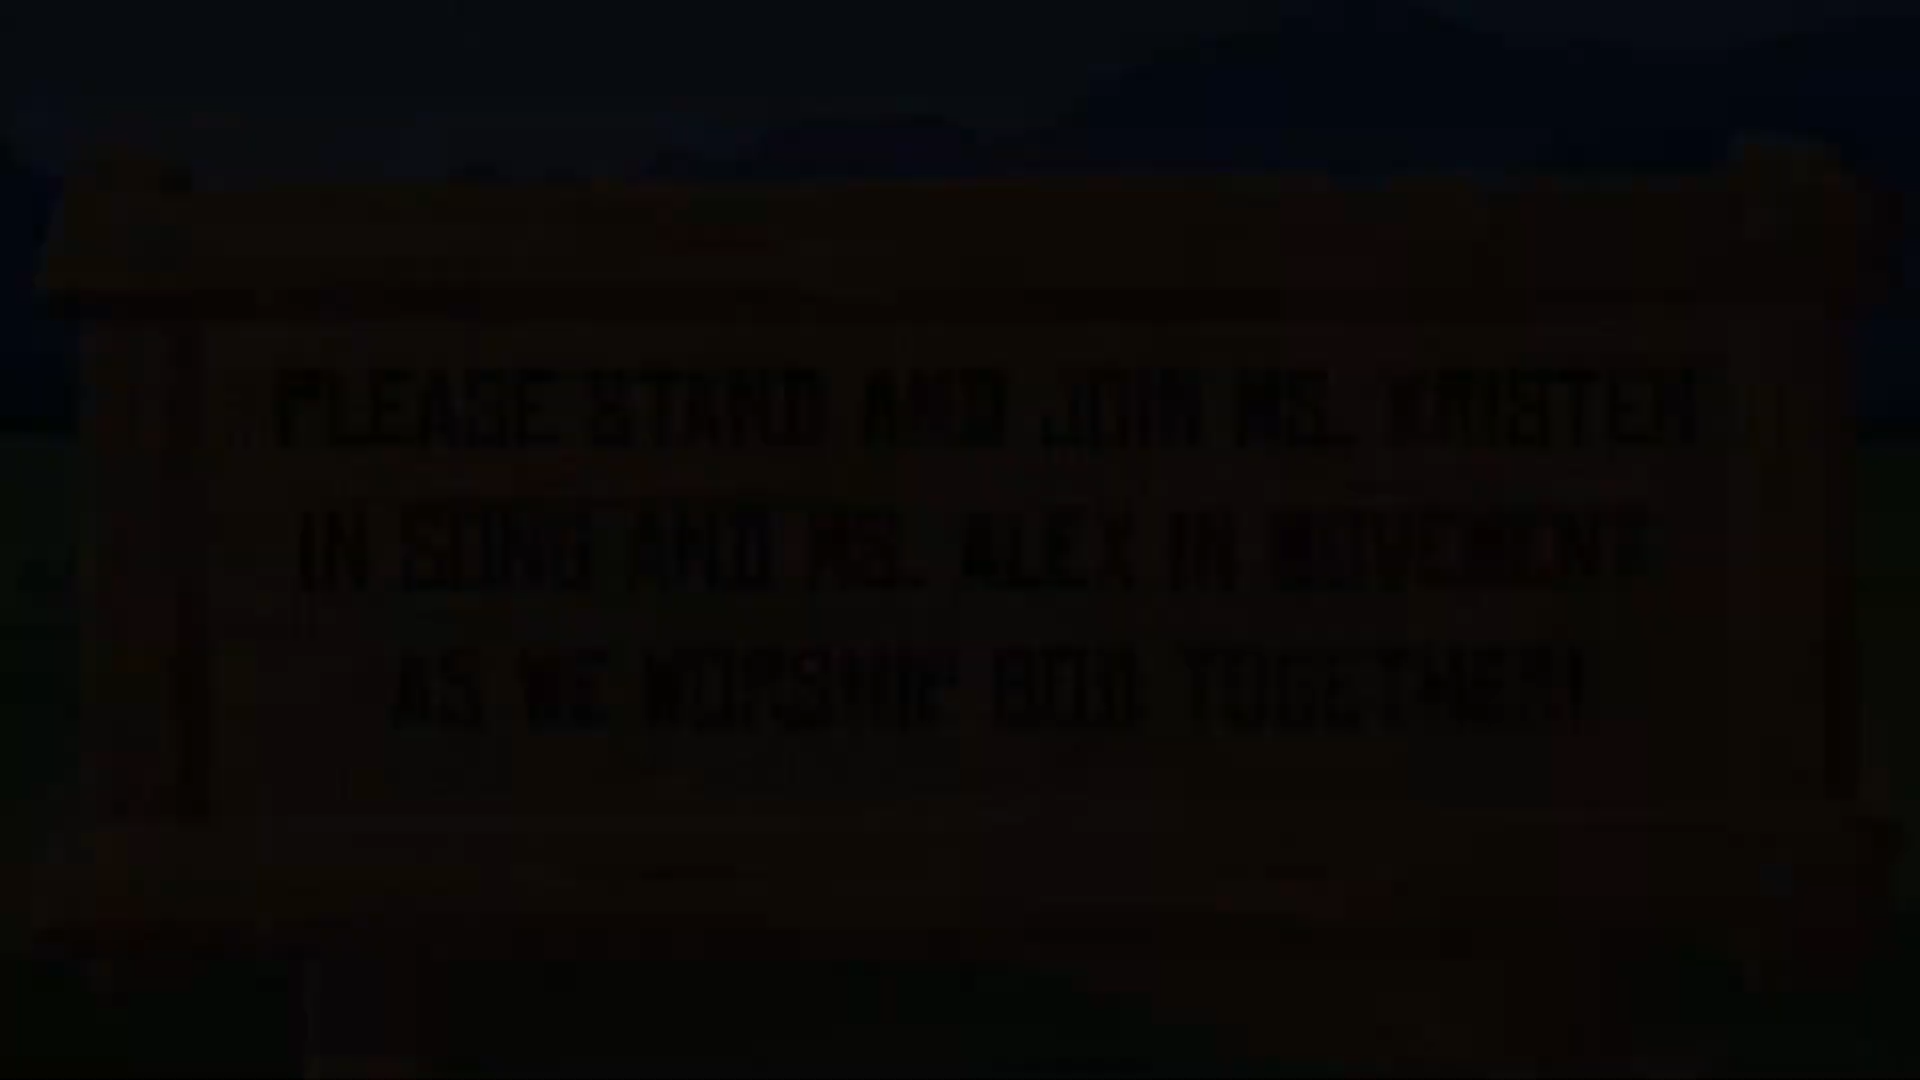 PLEASE STAND AND JOIN MS. KRISTEN
IN SONG AND MS. ALEX IN MOVEMENT
AS WE WORSHIP GOD TOGETHER!